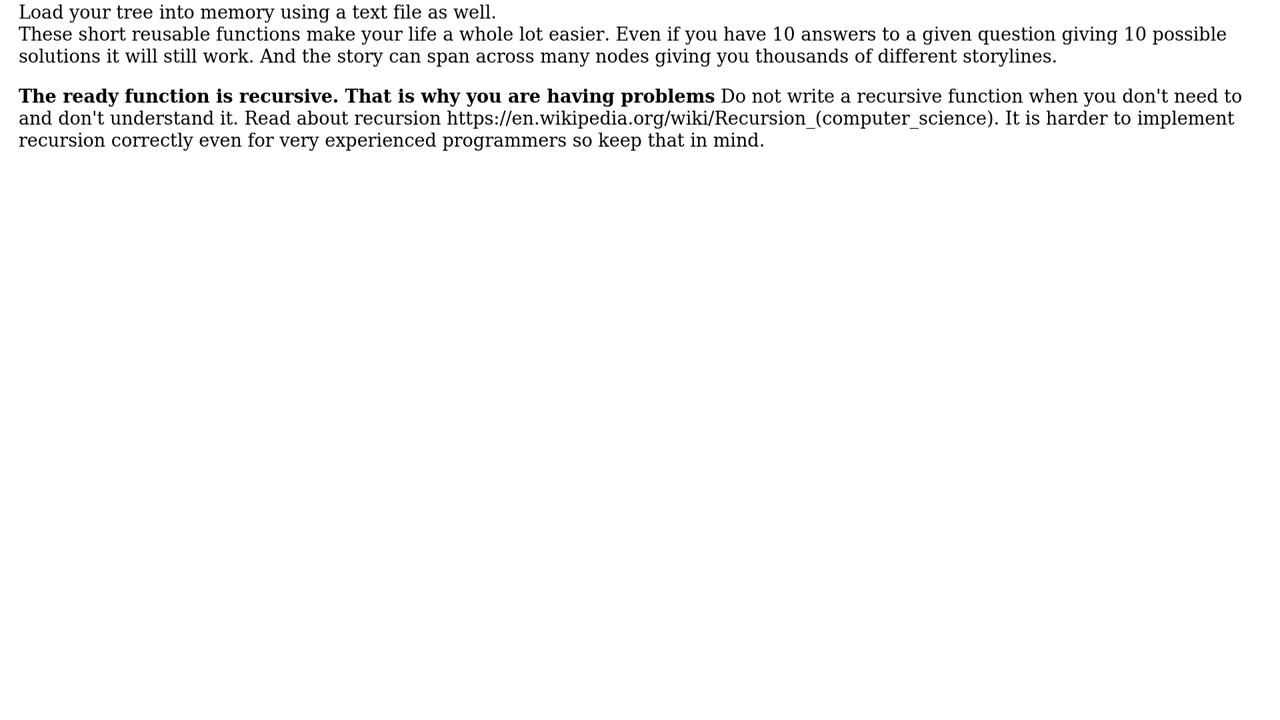 Load your tree into memory using a text file as well.
These short reusable functions make your life a whole lot easier. Even if you have 10 answers to a given question giving 10 possible
solutions it will still work. And the story can span across many nodes giving you thousands of different storylines.
The ready function is recursive. That is why you are having problems Do not write a recursive function when you don't need to
and don't understand it. Read about recursion https://en.wikipedia.org/wiki/Recursion_(computer_science). It is harder to implement
recursion correctly even for very experienced programmers so keep that in mind.